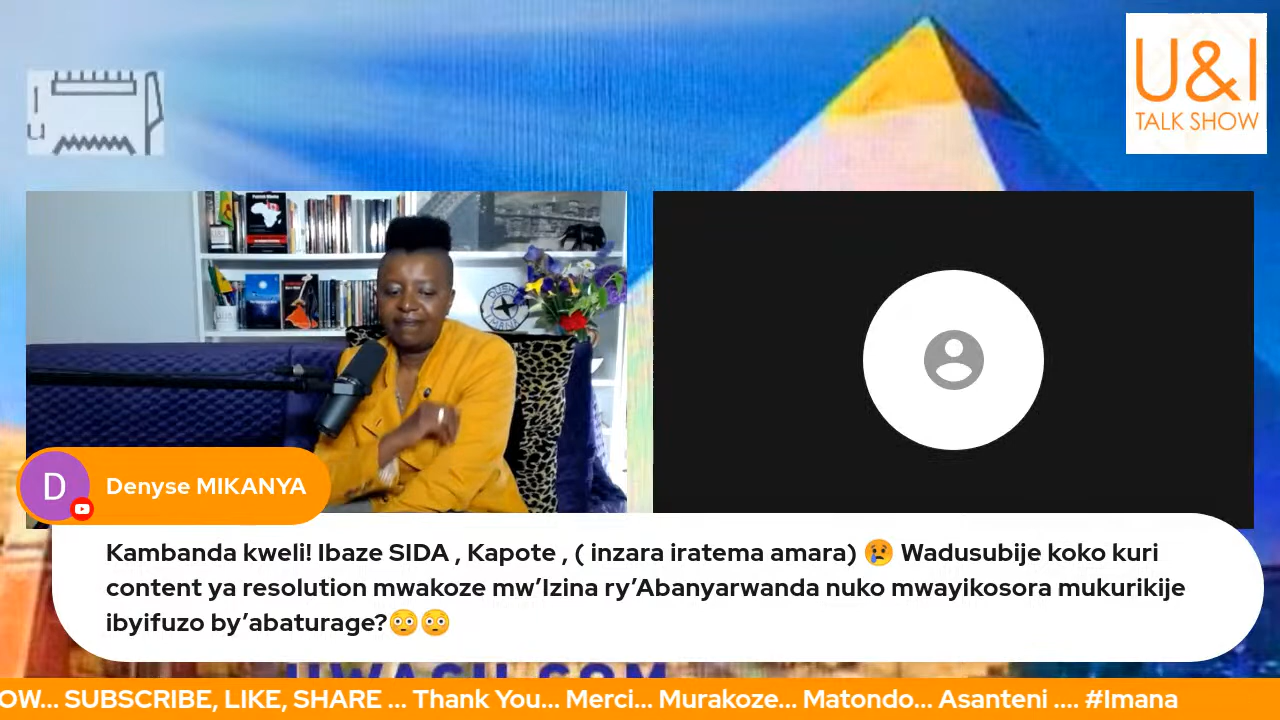 U&I
TALK SHOW
Denyse MIKANYA
Kambanda kweli! Ibaze SIDA , Kapote , ( inzara iratema amara) 😢 Wadusubije koko kuri
content ya resolution mwakoze mw’Izina ry’Abanyarwanda nuko mwayikosora mukurikije
ibyifuzo by’abaturage?😳😳
OW... SUBSCRIBE, LIKE, SHARE ... Thank You... Merci... Murakoze... Matondo... Asanteni .... #Imana